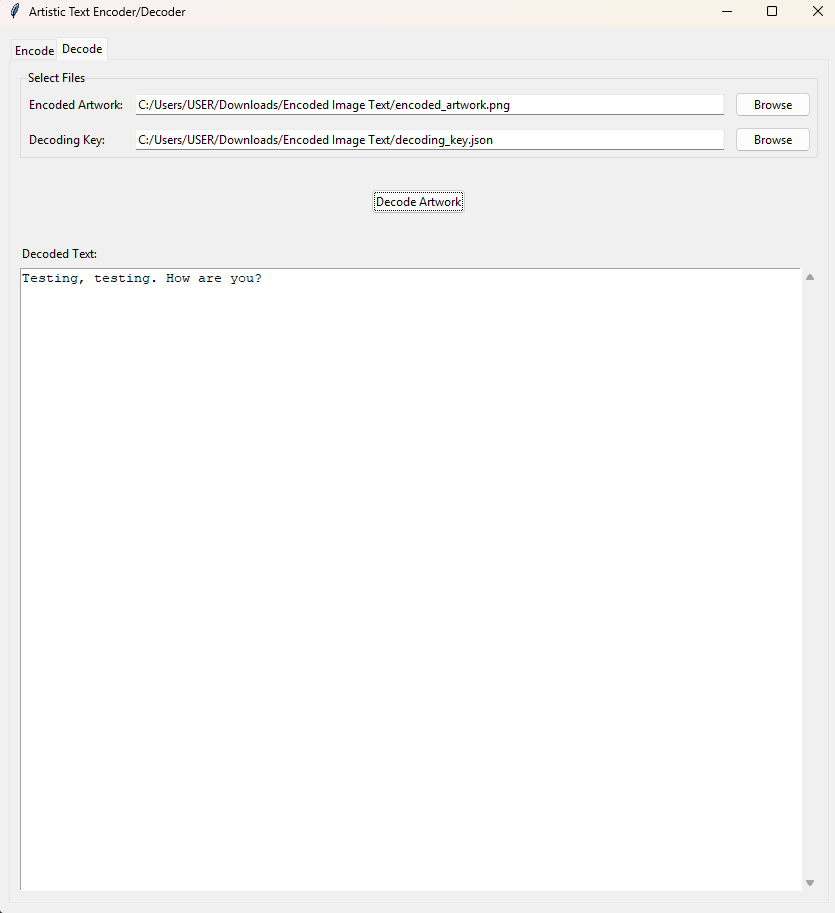 Artistic Text Encoder/Decoder
Encode Decode
Select Files
Encoded Artwork: C:/Users/USER/Downloads/Encoded Image Text/encoded_artwork.png Browse
Decoding Key: C:/Users/USER/Downloads/Encoded Image Text/decoding_key.json Browse
Decode Artwork
Decoded Text:
Testing, testing. How are you?